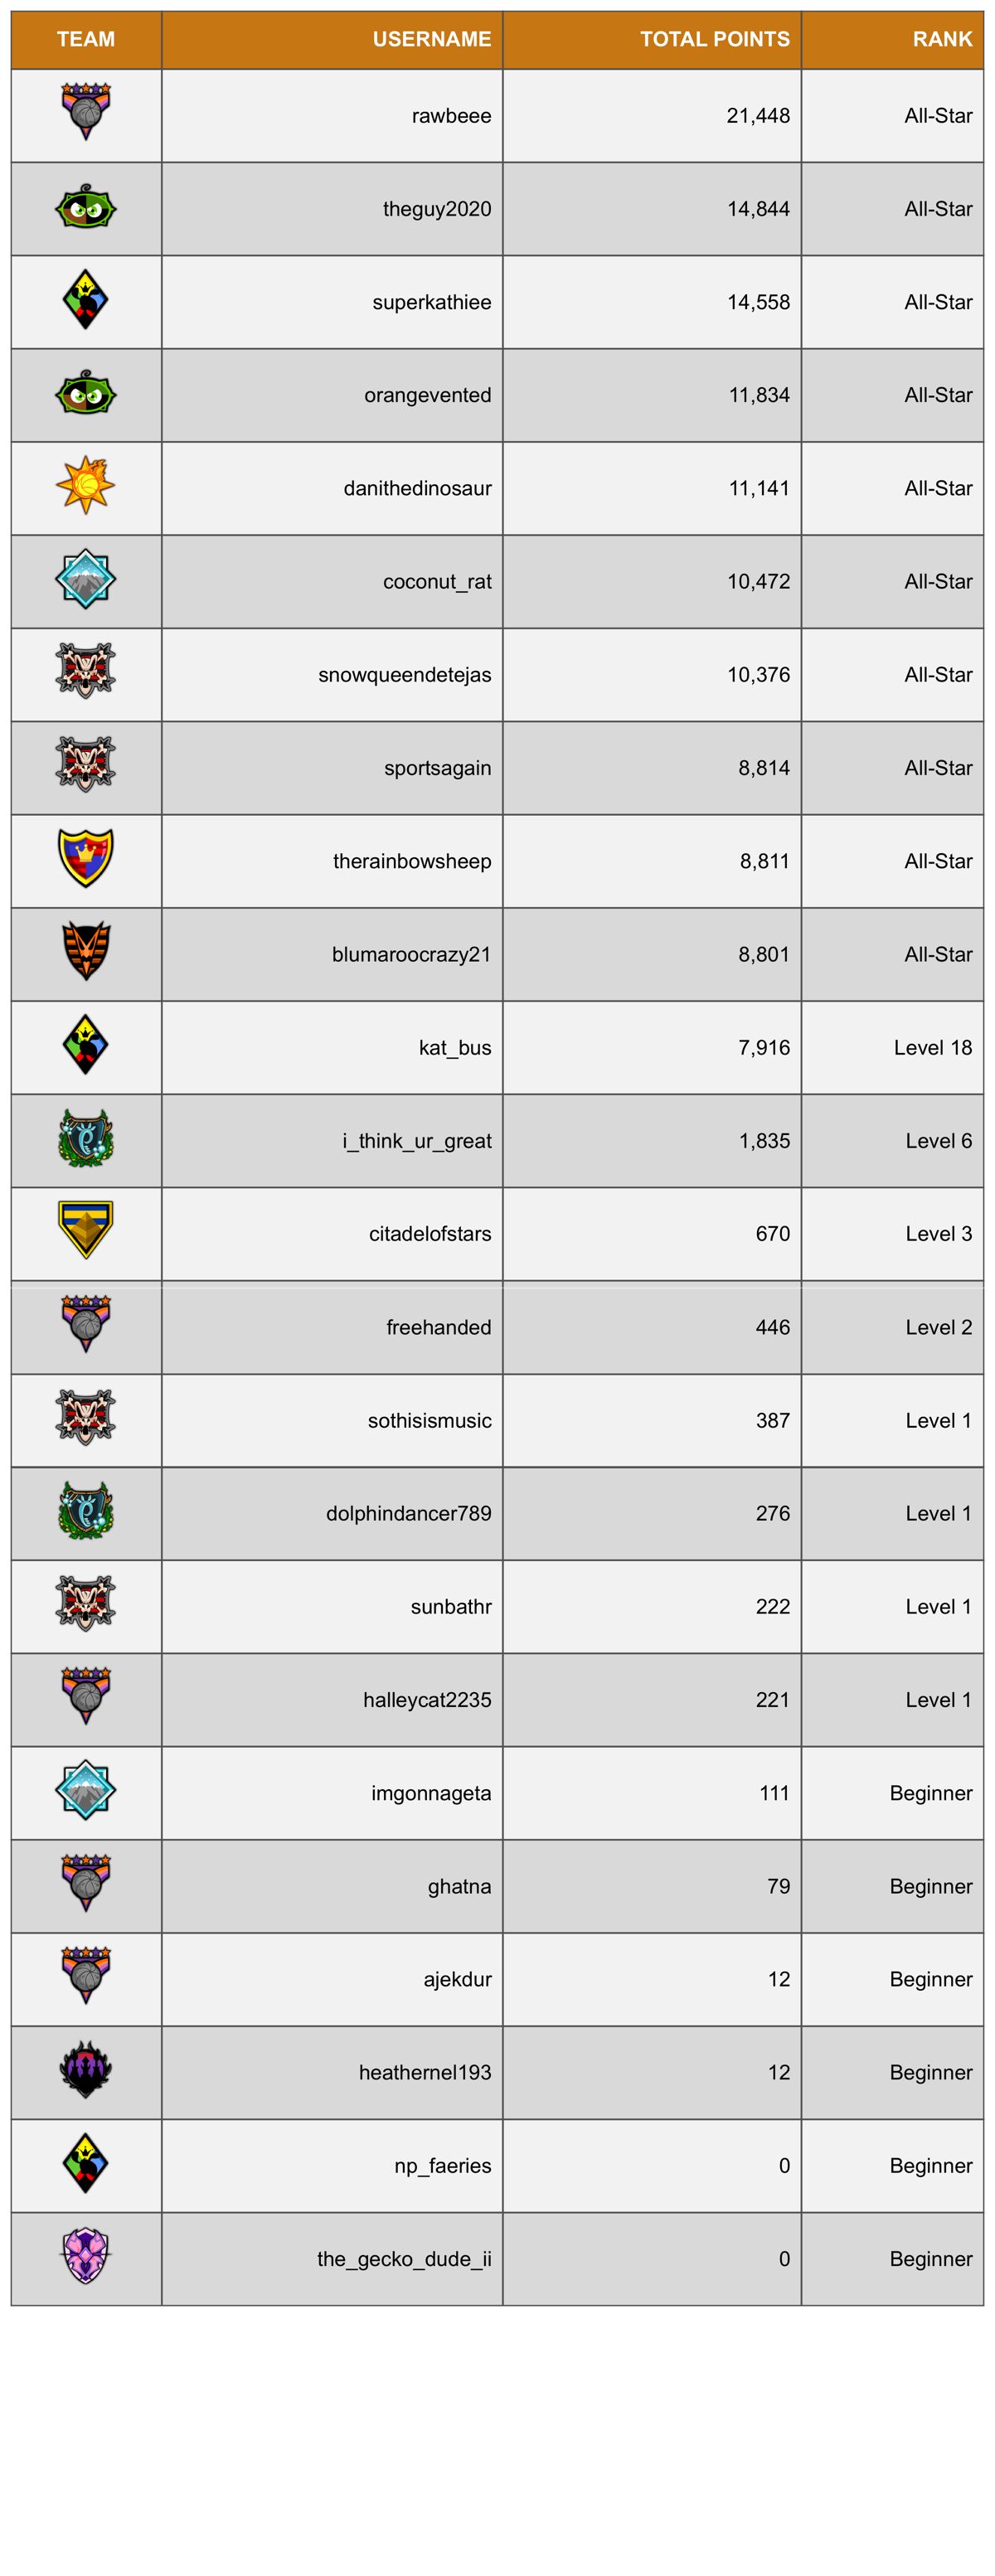 TEAM USERNAME TOTAL POINTS RANK
rawbeee 21,448 All-Star
theguy2020 14,844 All-Star
superkathiee 14,558 All-Star
orangevented 11,834 All-Star
danithedinosaur 11,141 All-Star
coconut_rat 10,472 All-Star
snowqueendetejas 10,376 All-Star
sportsagain 8,814 All-Star
therainbowsheep 8,811 All-Star
blumaroocrazy21 8,801 All-Star
kat_bus 7,916 Level 18
i_think_ur_great 1,835 Level 6
citadelofstars 670 Level 3
freehanded 446 Level 2
sothisismusic 387 Level 1
dolphindancer789 276 Level 1
sunbathr 222 Level 1
halleycat2235 221 Level 1
imgonnageta 111 Beginner
ghatna 79 Beginner
ajekdur 12 Beginner
heathernel193 12 Beginner
np_faeries 0 Beginner
the_gecko_dude_ii 0 Beginner